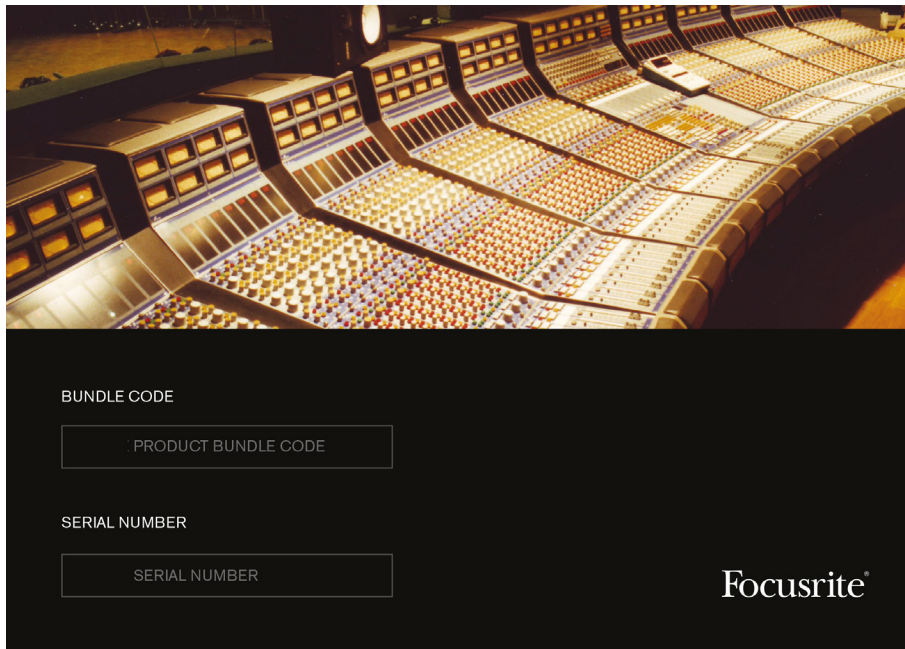 BUNDLE CODE
PRODUCT BUNDLE CODE
SERIAL NUMBER
SERIAL NUMBER
Focusrite®